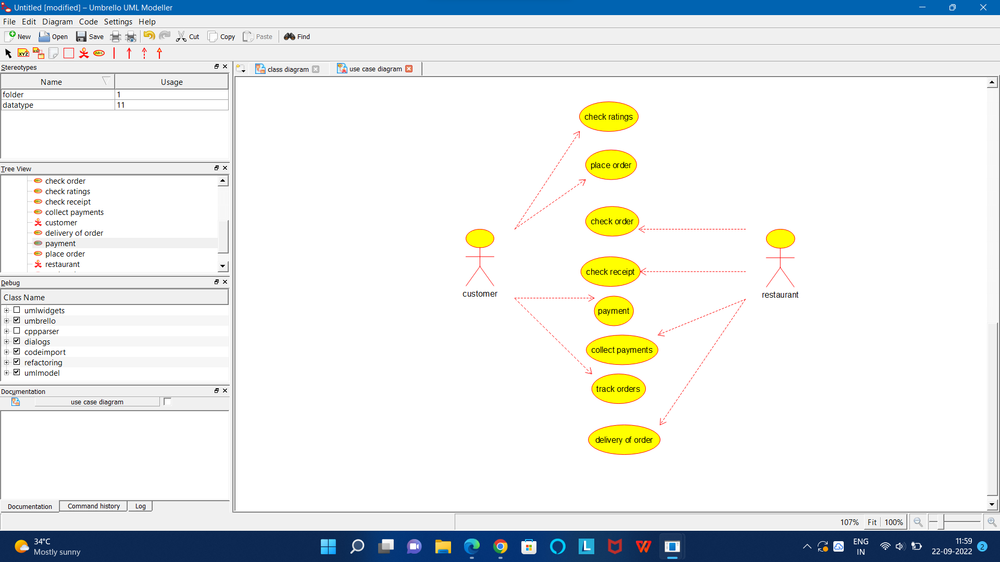 Untitled [modified] – Umbrello UML Modeller
File Edit Diagram Code Settings Help
New Open Save Cut Copy Paste Find
XYZ XYZ ABC
Stereotypes
class diagram use case diagram
Name Usage
folder 1
datatype 11
Tree View
check order
check ratings
check receipt
collect payments
customer
delivery of order
payment
place order
restaurant
Debug
Class Name
umlwidgets
umbrello
cppparser
dialogs
codeimport
refactoring
umlmodel
Documentation
use case diagram
Documentation Command history Log
check ratings
place order
check order
check receipt
customer
restaurant
payment
collect payments
track orders
delivery of order
107% Fit 100%
34°C
Mostly sunny
L
W
ENG
IN
11:59
22-09-2022
2